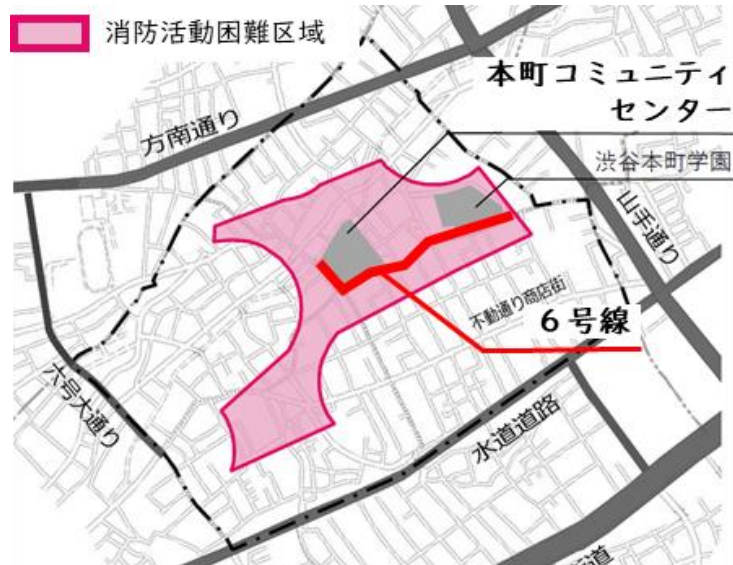 消防活動困難区域
本町コミュニティ
センター
方南通り
渋谷本町学園
山手通り
不動通り商店街
6号線
六号大通り
水道道路
道